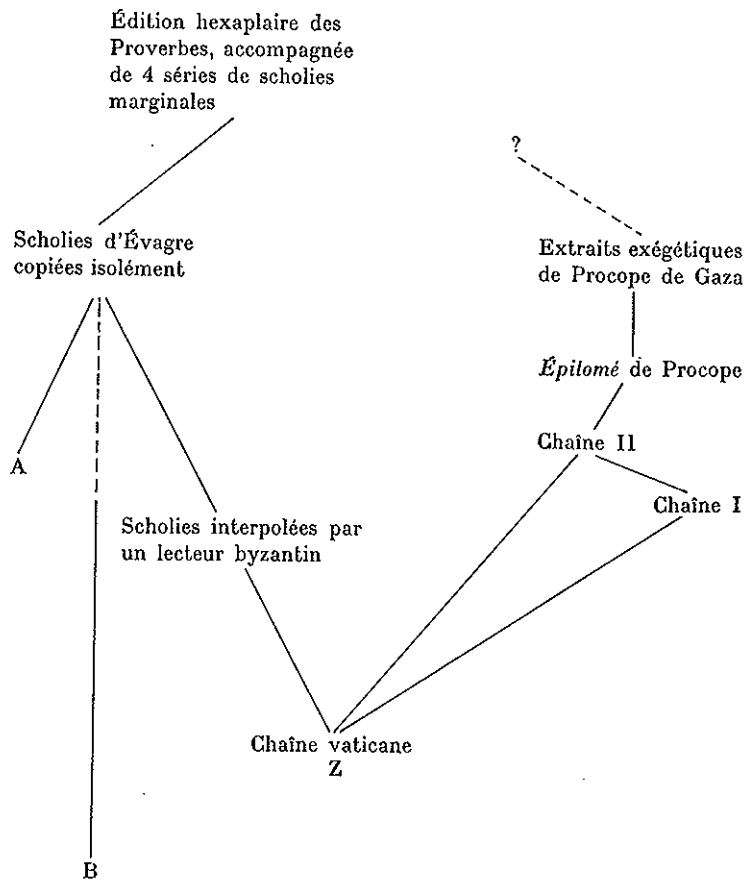 Édition hexaplaire des
Proverbes, accompagnée
de 4 séries de scholies
marginales
?
Scholies d'Évagre
copiées isolément
Extraits exégétiques
de Procope de Gaza
Épilomé de Procope
Chaîne II
A
Chaîne I
Scholies interpolées par
un lecteur byzantin
Chaîne vaticane
Z
B